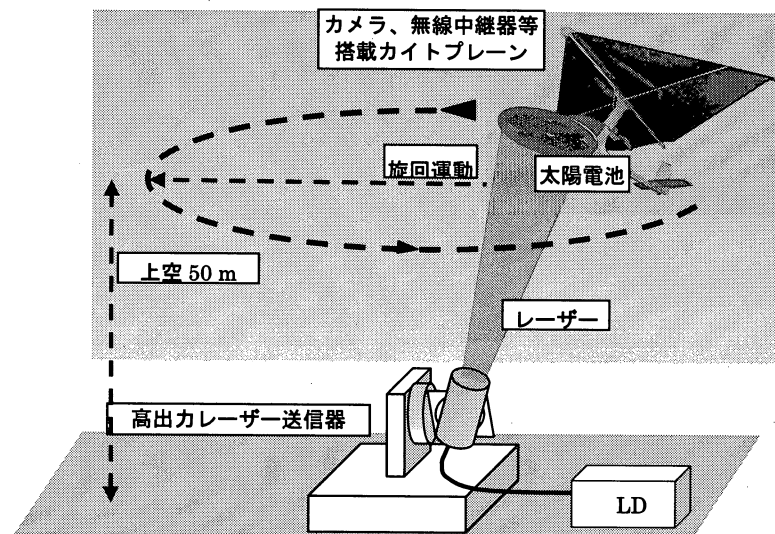 カメラ、無線中継器等
搭載カイトプレーン
旋回運動
太陽電池
上空 50 m
レーザー
高出力レーザー送信器
LD